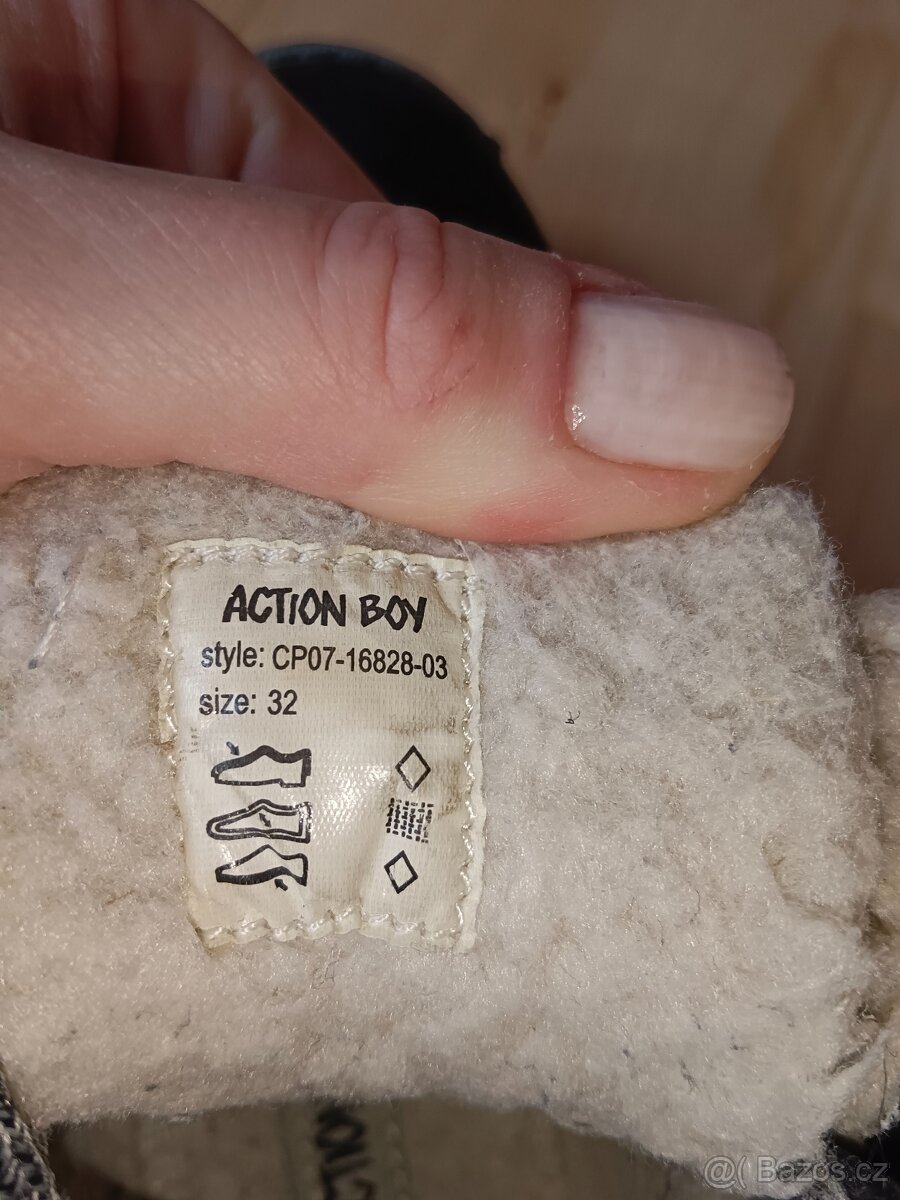 ACTION BOY
style: CP07-16828-03
size: 32
@( Bazos.cz